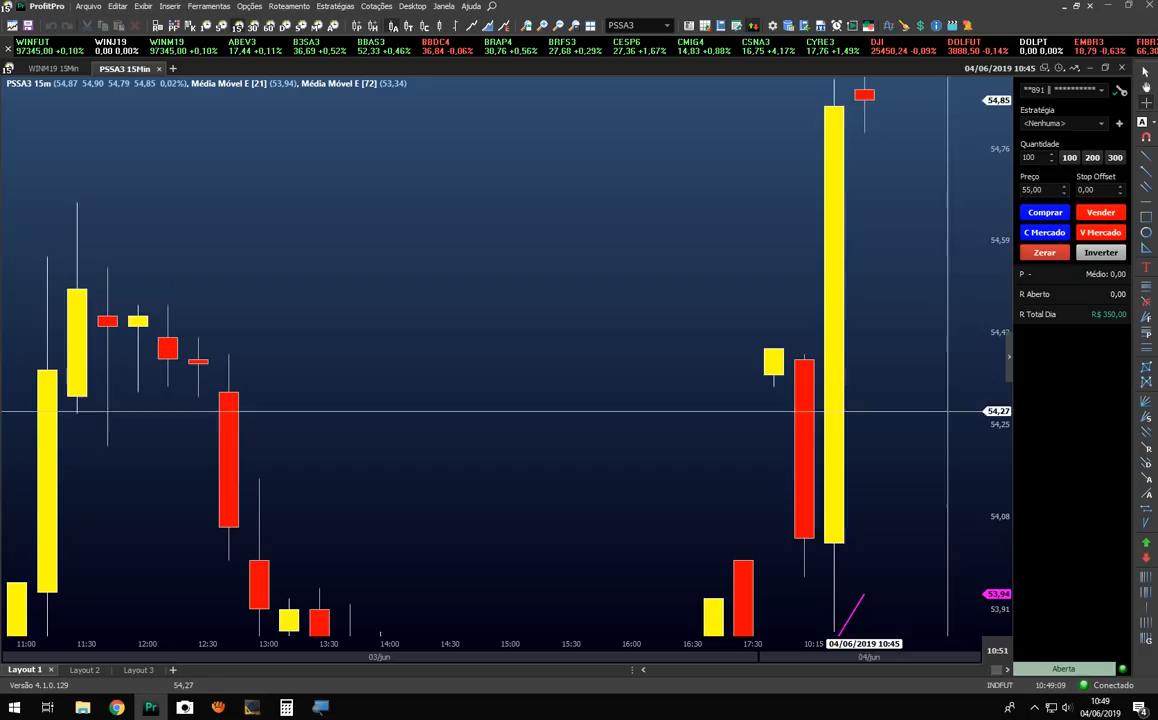 ProfitPro Arquivo Editar Exibir Inserir Ferramentas Opções Roteamento Estratégias Cotações Desktop Janela Ajuda
PSSA3
WINFUT WINJ19 WINM19 ABEV3 B3SA3 BBAS3 BBDC4 BRAP4 BRFS3 CESP6 CMIG4 CSNA3 CYRE3 DJI DOLFUT DOLPT EMBR3 FIBR
97345,00 +0,10% 0,00 0,00% 97345,00 +0,10% 17,44 +0,11% 36,69 +0,52% 52,33 +0,46% 36,84 -0,06% 30,76 +0,56% 27,68 +0,29% 27,36 +1,67% 14,83 +0,88% 16,75 +4,17% 17,76 +1,49% 25450,24 -0,09% 3888,50 -0,14% 0,00 0,00% 18,79 -0,63% 66,30
WINM19 15Min PSSA3 15Min 04/06/2019 10:45
PSSA3 15m (54,87 54,90 54,79 54,85 0,02%), Média Móvel E [21] (53,94), Média Móvel E [72] (53,34)
**891 || **********
54,85
Estratégia
<Nenhuma>
Quantidade
54,76
100 100 200 300
Preço Stop Offset
55,00 0,00
Comprar Vender
C Mercado V Mercado
54,59
Zerar Inverter
P - Médio: 0,00
R Aberto 0,00
R Total Dia R$ 350,00
54,42
54,27
54,25
54,08
53,94
53,91
11:00 11:30 12:00 12:30 13:00 13:30 14:00 14:30 15:00 15:30 16:00 16:30 17:30 10:15 04/06/2019 10:45
10:51
03/jun 04/jun
Layout 1 Layout 2 Layout 3 Aberta
Versão 4.1.0.129 54,27 INDFUT 10:49:09 Conectado
10:49
04/06/2019
4